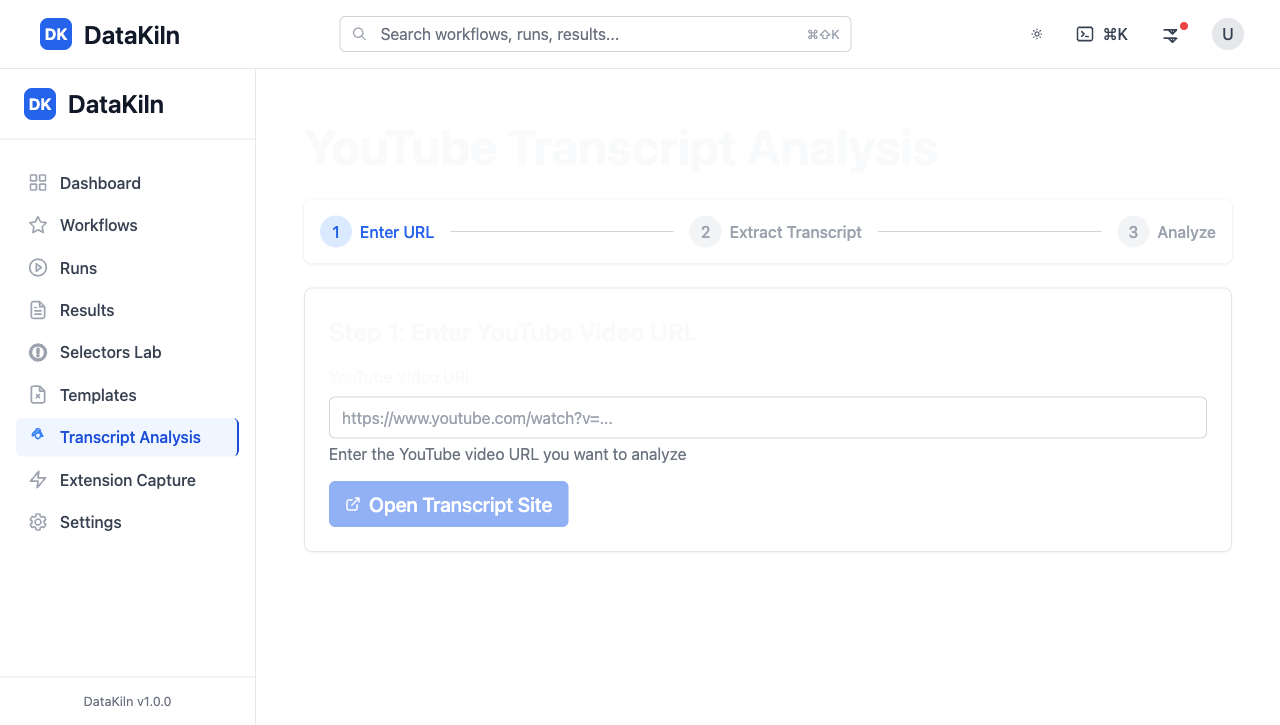 DK DataKiln
Search workflows, runs, results... ⌘⇧K
⌘K
U
DK DataKiln
Dashboard
Workflows
Runs
Results
Selectors Lab
Templates
Transcript Analysis
Extension Capture
Settings
DataKiln v1.0.0
YouTube Transcript Analysis
1 Enter URL
2 Extract Transcript
3 Analyze
Step 1: Enter YouTube Video URL
YouTube Video URL
https://www.youtube.com/watch?v=...
Enter the YouTube video URL you want to analyze
Open Transcript Site